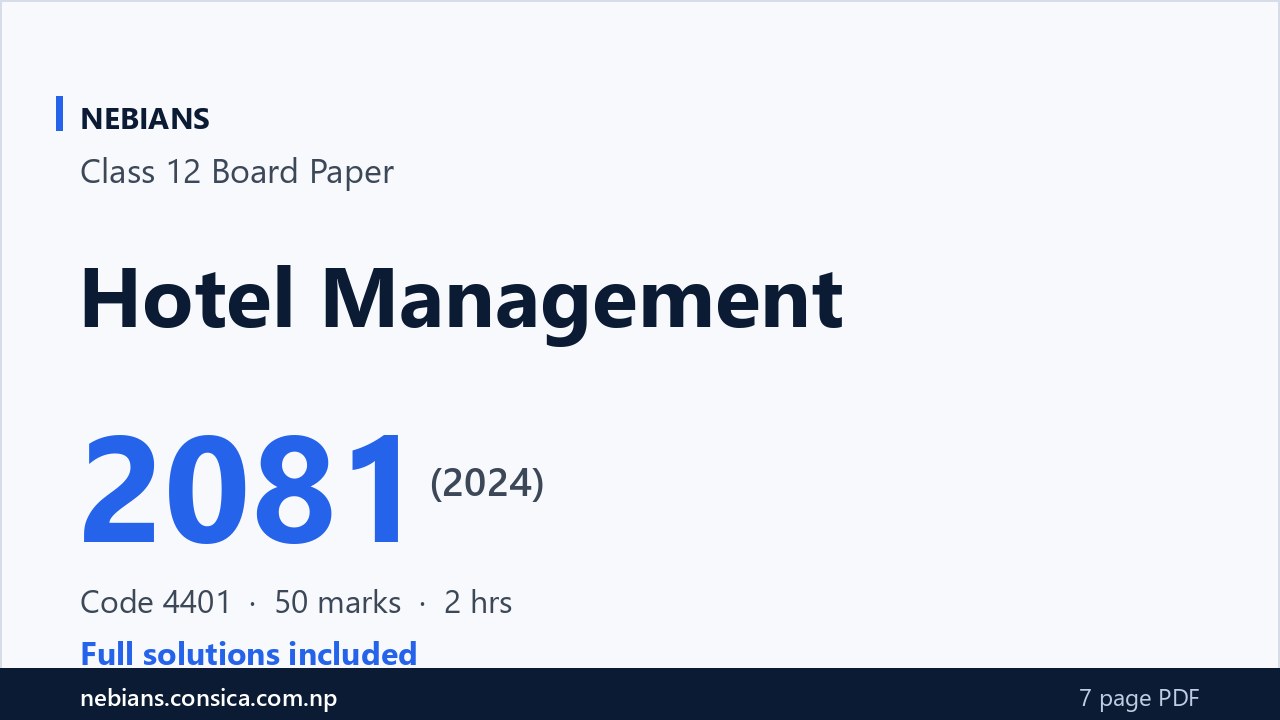 NEBIANS
Class 12 Board Paper
Hotel Management
2081 (2024)
Code 4401 · 50 marks · 2 hrs
Full solutions included
nebians.consica.com.np
7 page PDF